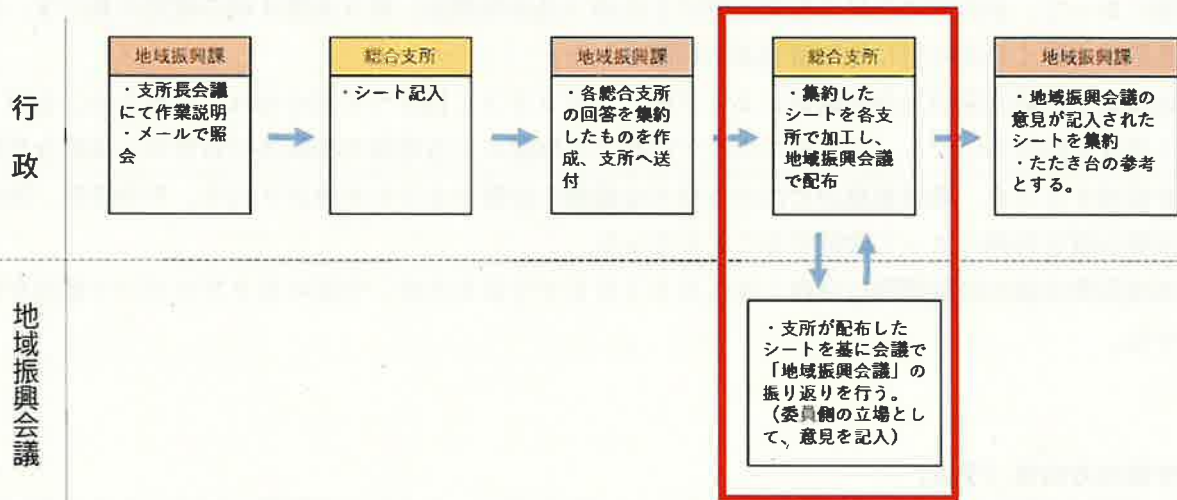 行政
地域振興課
・支所長会議
にて作業説明
・メールで照
会
総合支所
・シート記入
地域振興課
・各総合支所
の回答を集約
したものを作
成、支所へ送
付
総合支所
・集約した
シートを各支
所で加工し、
地域振興会議
で配布
地域振興課
・地域振興会議の
意見が記入された
シートを集約
・たたき台の参考
とする。
地域振興会議
・支所が配布した
シートを基に会議で
「地域振興会議」の
振り返りを行う。
（委員側の立場とし
て、意見を記入）